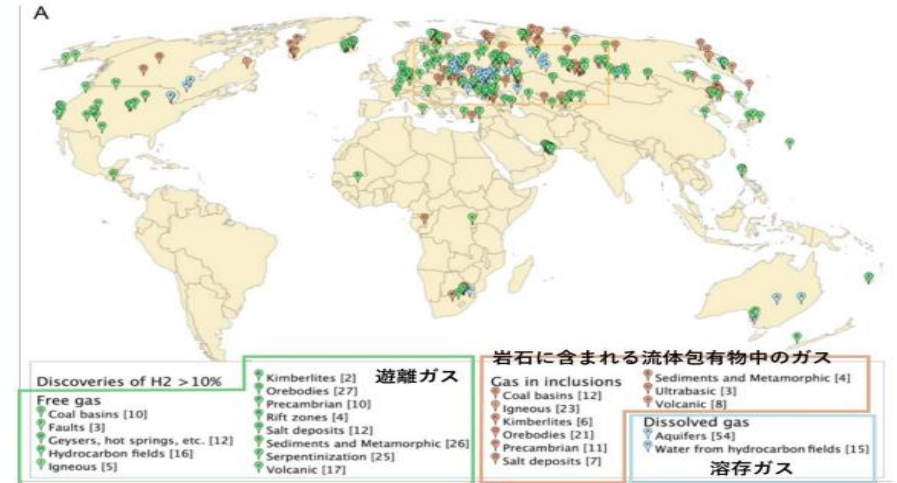 A
Discoveries of H2 >10%
Free gas
Coal basins [10]
Faults [3]
Geysers, hot springs, etc. [12]
Hydrocarbon fields [16]
Igneous [5]
Kimberlites [2]
Orebodies [27]
Precambrian [10]
Rift zones [4]
Salt deposits [12]
Sediments and Metamorphic [26]
Serpentinization [25]
Volcanic [17]
遊離ガス
岩石に含まれる流体包有物中のガス
Gas in inclusions
Coal basins [12]
Igneous [23]
Kimberlites [6]
Orebodies [21]
Precambrian [11]
Salt deposits [7]
Sediments and Metamorphic [4]
Ultrabasic [3]
Volcanic [8]
Dissolved gas
Aquifers [54]
Water from hydrocarbon fields [15]
溶存ガス